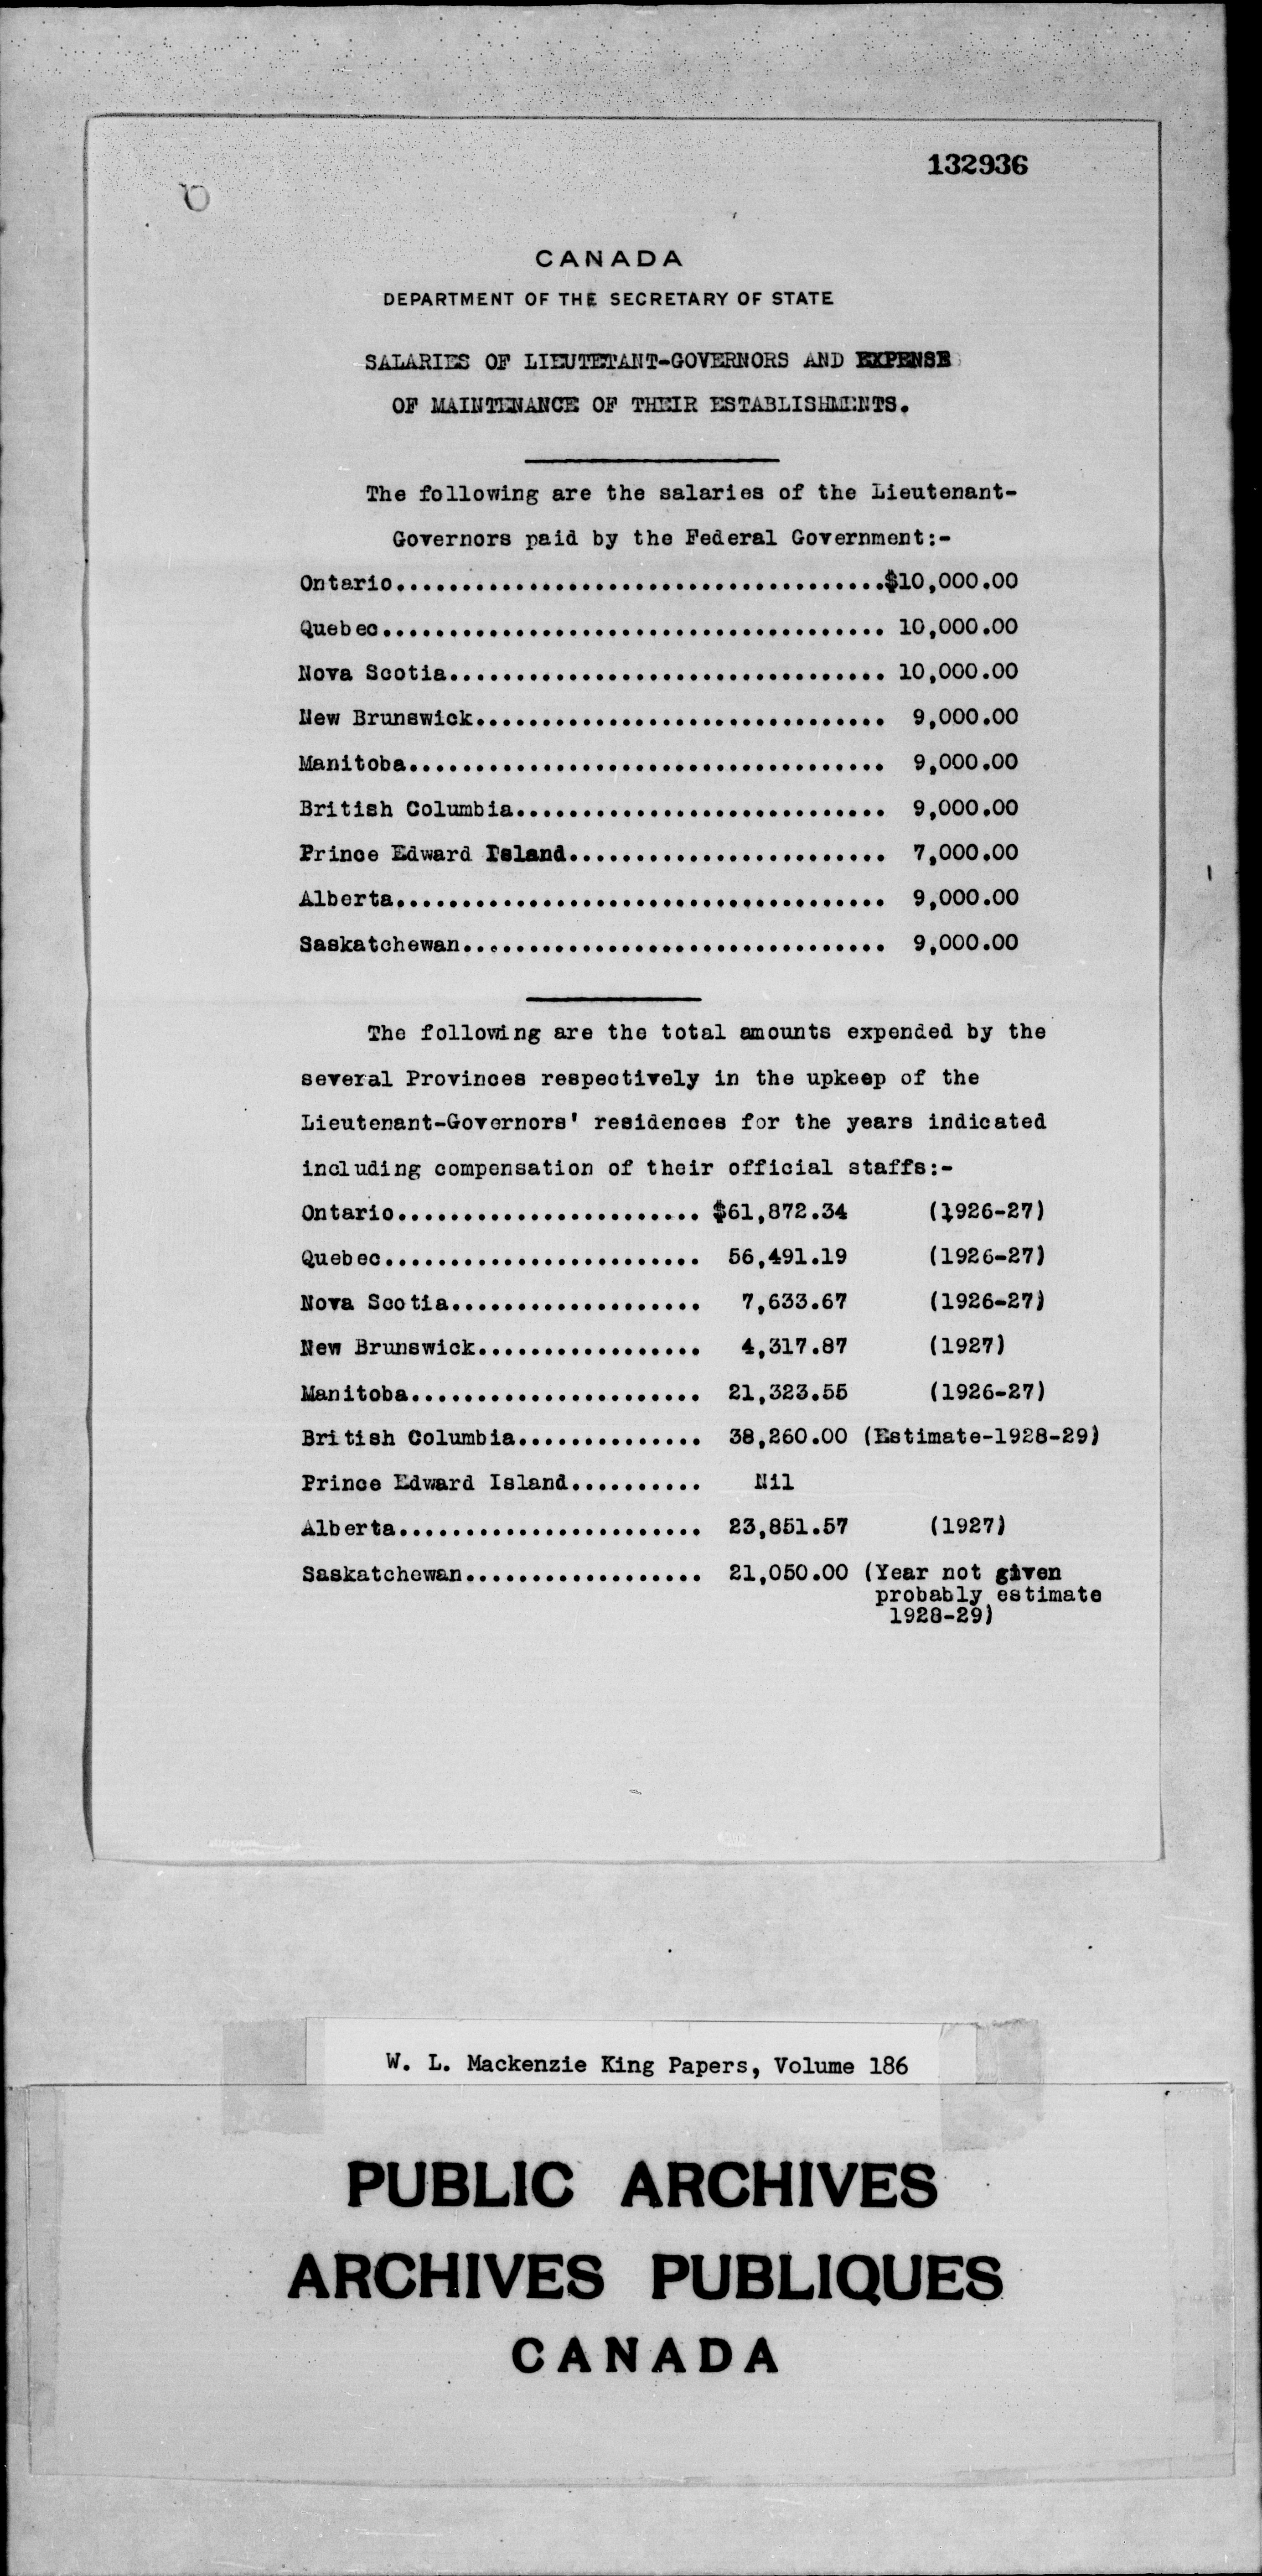 132936
CANADA
DEPARTMENT OF THE SECRETARY OF STATE
SALARIES OF LIEUTETANT-GOVERNORS AND EXPENSE
OF MAINTENANCE OF THEIR ESTABLISHMENTS.
The following are the salaries of the Lieutenant-
Governors paid by the Federal Government:-
Ontario.....................................$10,000.00
Quebec...................................... 10,000.00
Nova Scotia................................. 10,000.00
New Brunswick............................... 9,000.00
Manitoba.................................... 9,000.00
British Columbia............................ 9,000.00
Prince Edward Island........................ 7,000.00
Alberta..................................... 9,000.00
Saskatchewan................................ 9,000.00
The following are the total amounts expended by the
several Provinces respectively in the upkeep of the
Lieutenant-Governors' residences for the years indicated
including compensation of their official staffs:-
Ontario....................... $61,872.34 (1926-27)
Quebec........................ 56,491.19 (1926-27)
Nova Scotia................... 7,633.67 (1926-27)
New Brunswick................. 4,317.87 (1927)
Manitoba...................... 21,323.55 (1926-27)
British Columbia.............. 38,260.00 (Estimate-1928-29)
Prince Edward Island.......... Nil
Alberta....................... 23,851.57 (1927)
Saskatchewan.................. 21,050.00 (Year not given
probably estimate
1928-29)
W. L. Mackenzie King Papers, Volume 186
PUBLIC ARCHIVES
ARCHIVES PUBLIQUES
CANADA